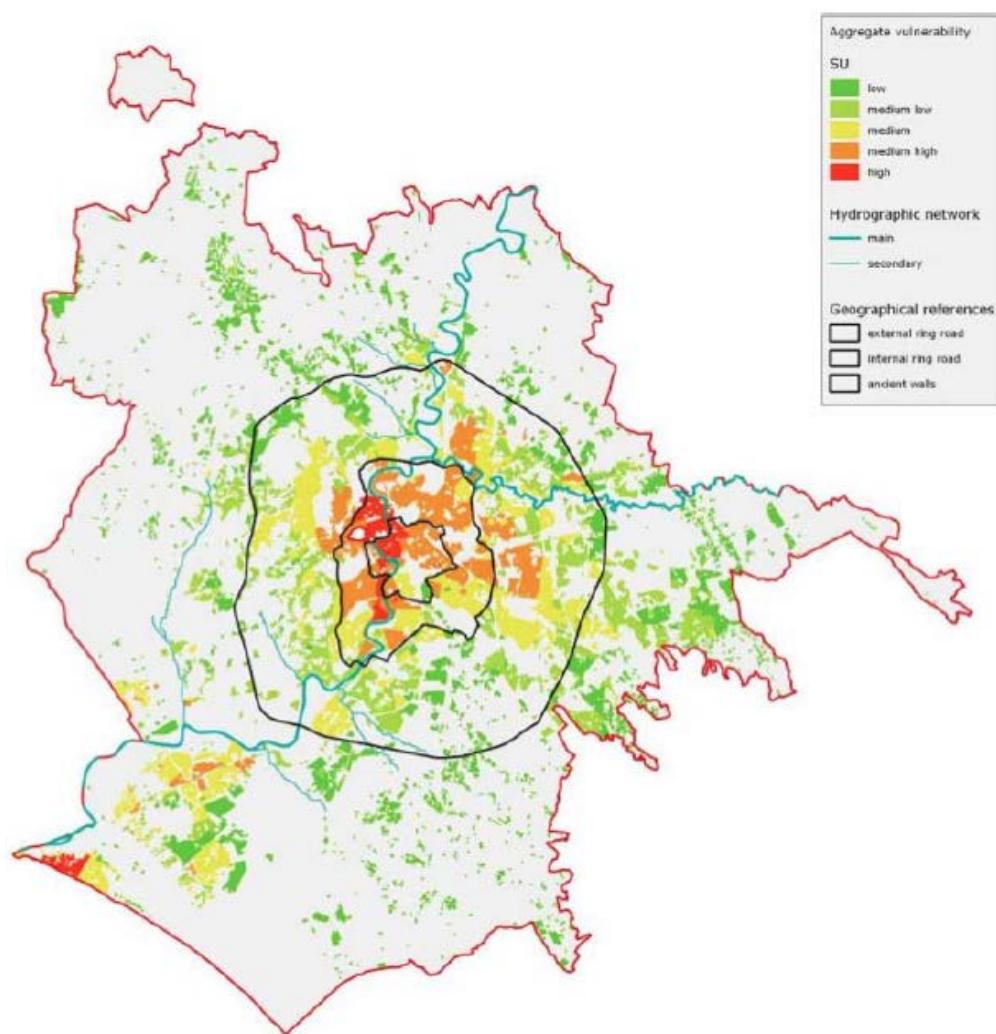 Aggregate vulnerability
SU
low
medium low
medium
medium high
high
Hydrographic network
main
secondary
Geographical references
external ring road
internal ring road
ancient walls